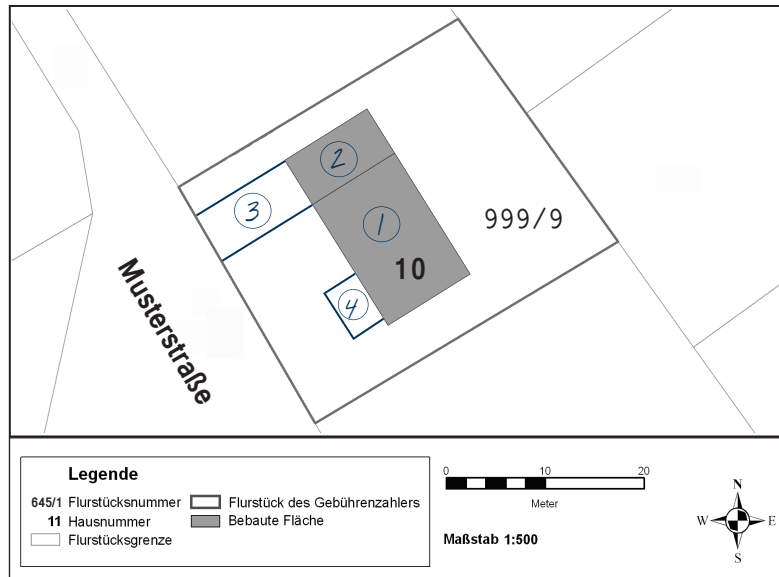 2
3
1
999/9
10
4
Musterstraße
Legende
645/1 Flurstücksnummer
Flurstück des Gebührenzahlers
11 Hausnummer
Bebaute Fläche
Flurstücksgrenze
0 10 20
Meter
Maßstab 1:500
N
W E
S